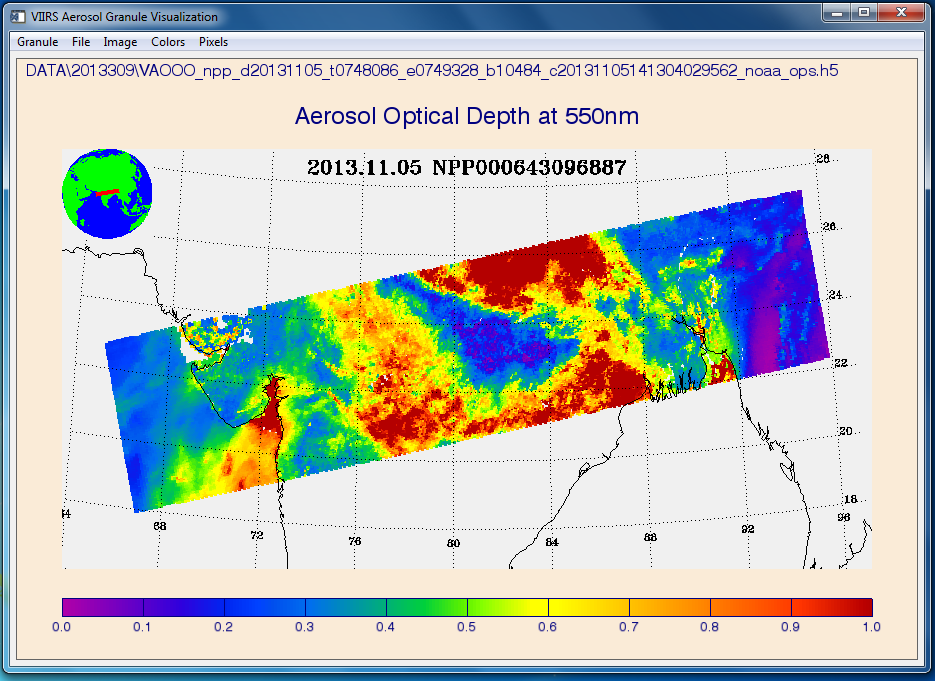 VIIRS Aerosol Granule Visualization
Granule File Image Colors Pixels
DATA\2013309\VAOOO_npp_d20131105_t0748086_e0749328_b10484_c20131105141304029562_noaa_ops.h5
Aerosol Optical Depth at 550nm
2013.11.05 NPP000643096887
28
26
24
22
20
18
64 68 72 76 80 84 88 92 96
0.0 0.1 0.2 0.3 0.4 0.5 0.6 0.7 0.8 0.9 1.0